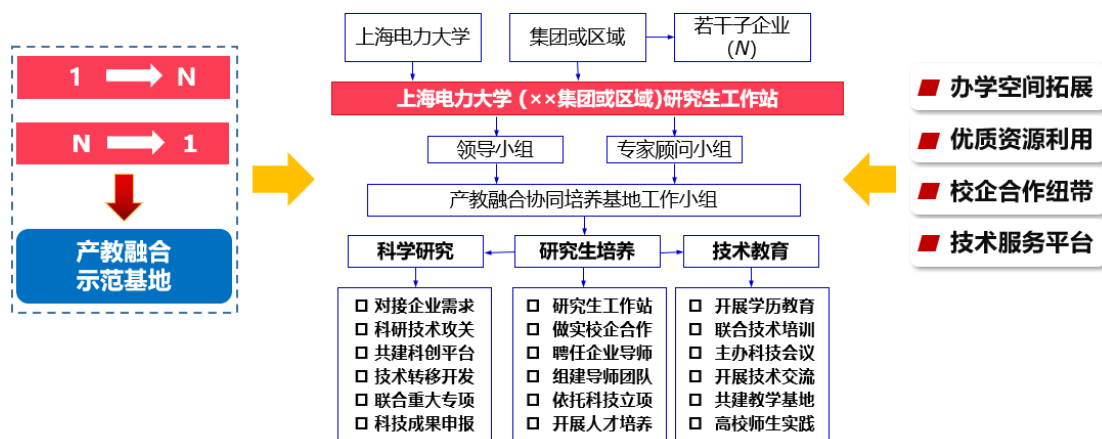 1 N
N 1
产教融合
示范基地
上海电力大学
集团或区域
若干子企业
(N)
上海电力大学 (××集团或区域)研究生工作站
领导小组
专家顾问小组
产教融合协同培养基地工作小组
科学研究
研究生培养
技术教育
对接企业需求
科研技术攻关
共建科创平台
技术转移开发
联合重大专项
科技成果申报
研究生工作站
做实校企合作
聘任企业导师
组建导师团队
依托科技立项
开展人才培养
开展学历教育
联合技术培训
主办科技会议
开展技术交流
共建教学基地
高校师生实践
办学空间拓展
优质资源利用
校企合作纽带
技术服务平台